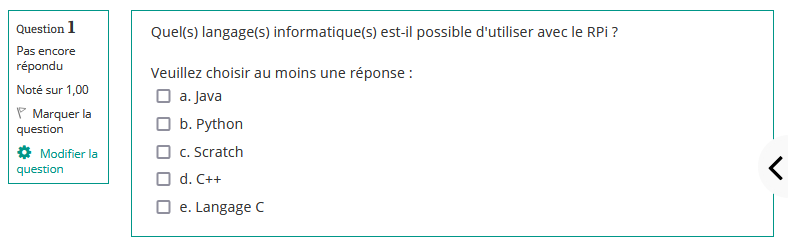 Question 1
Pas encore
répondu
Noté sur 1,00
Marquer la
question
Modifier la
question
Quel(s) langage(s) informatique(s) est-il possible d'utiliser avec le RPi ?
Veuillez choisir au moins une réponse :
a. Java
b. Python
c. Scratch
d. C++
e. Langage C